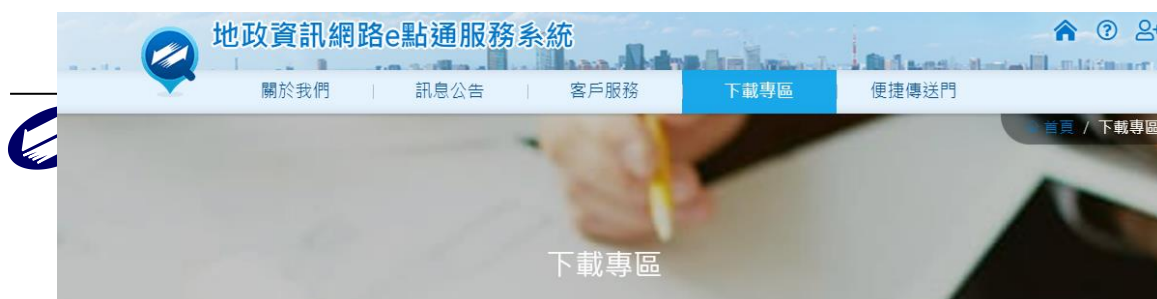 地政資訊網路e點通服務系統
關於我們 | 訊息公告 | 客戶服務 下載專區 便捷傳送門
首頁 / 下載專區
下載專區